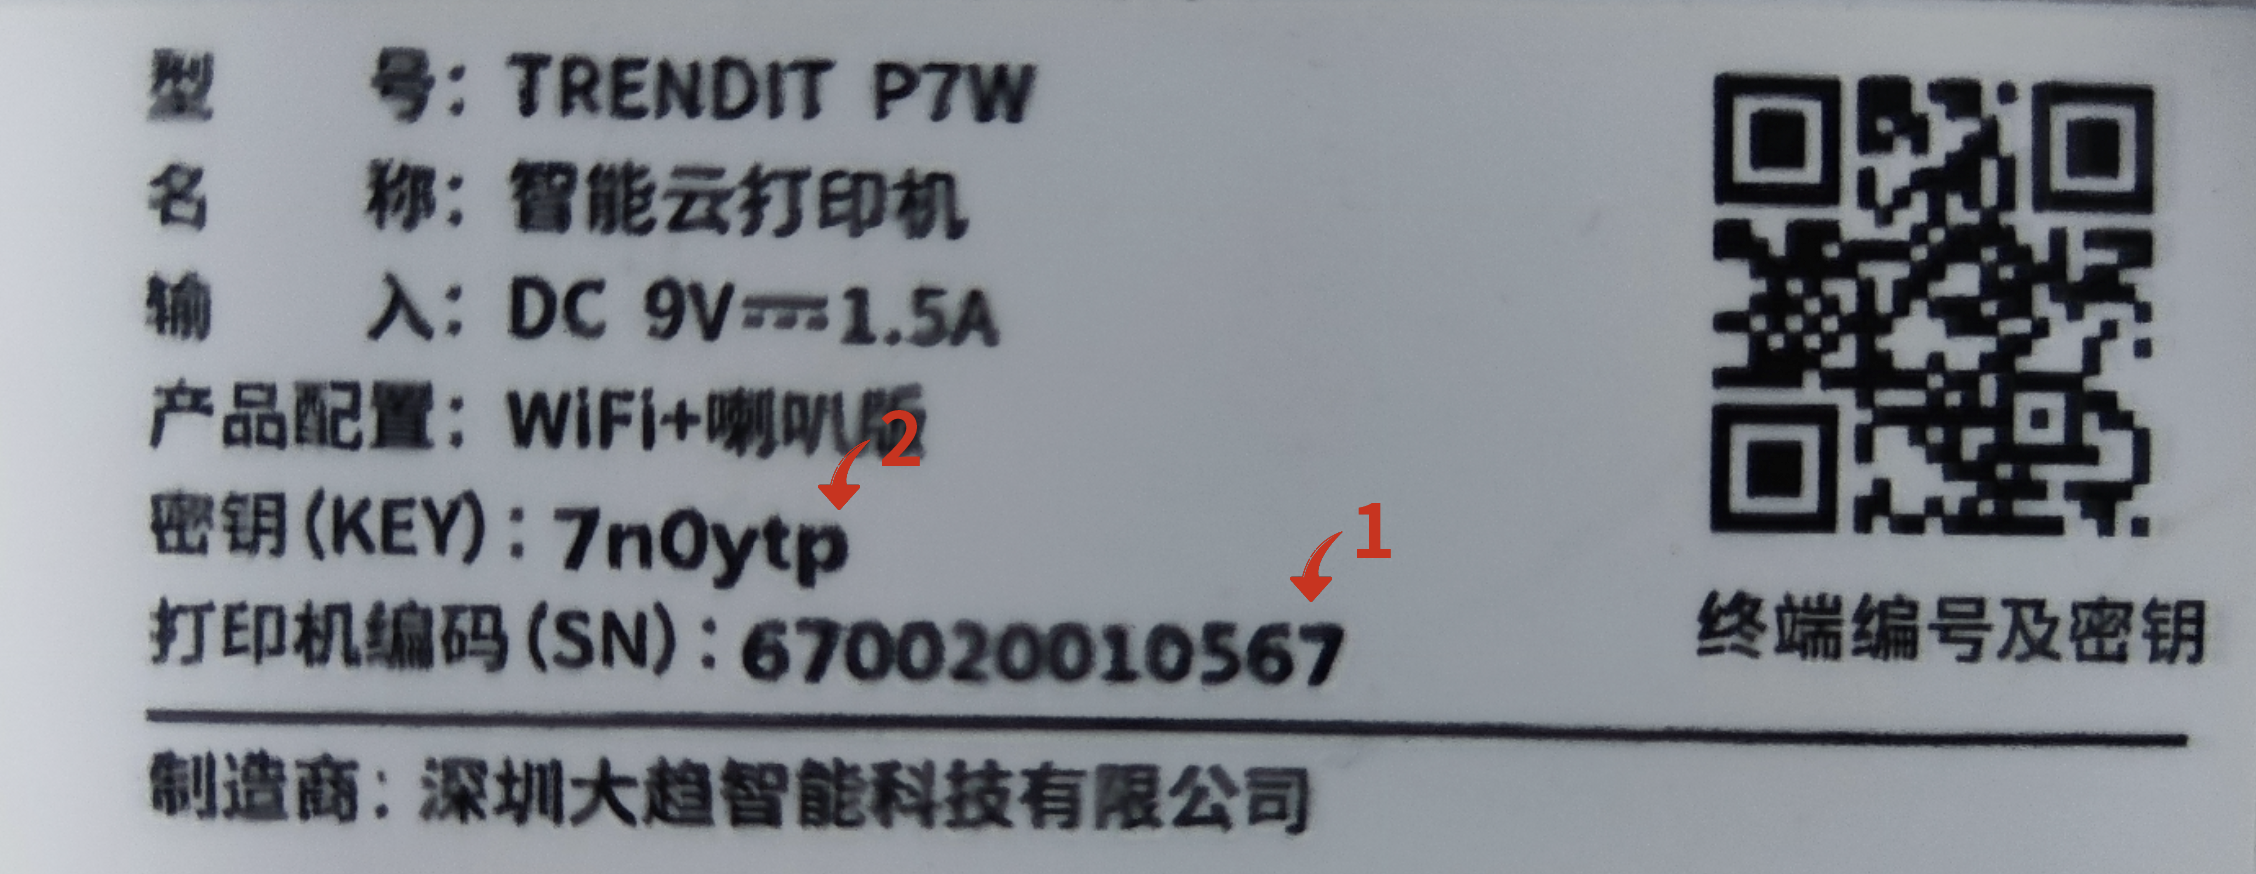 型 号：TRENDIT P7W
名 称：智能云打印机
输 入：DC 9V⎓1.5A
产品配置：WiFi+喇叭版
2
密钥(KEY)：7n0ytp
1
打印机编码(SN)：670020010567
终端编号及密钥
制造商：深圳大趋智能科技有限公司